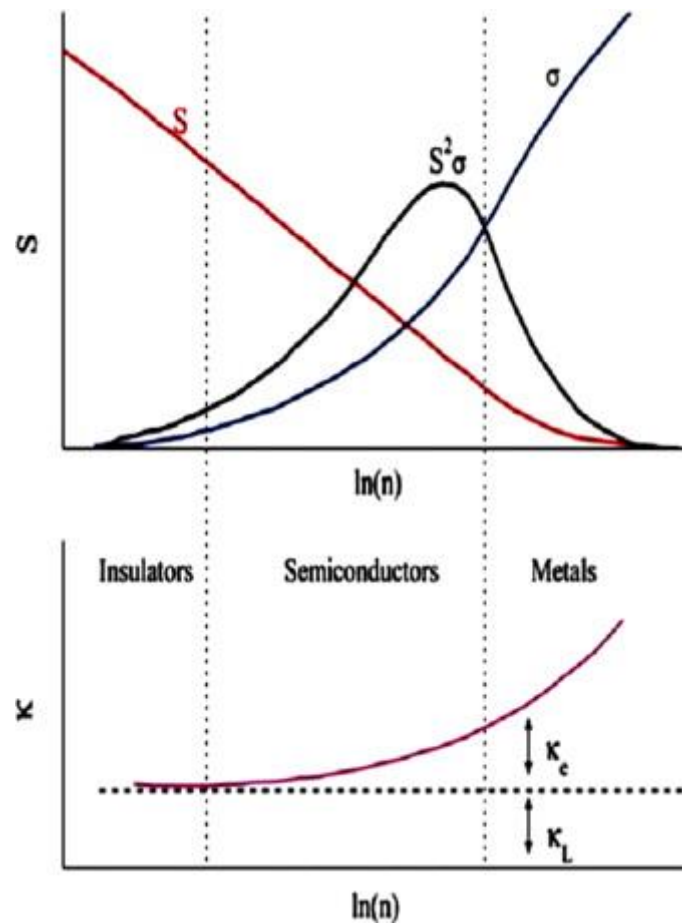 S
σ
S²σ
S
ln(n)
Insulators Semiconductors Metals
κ
κe
κL
ln(n)